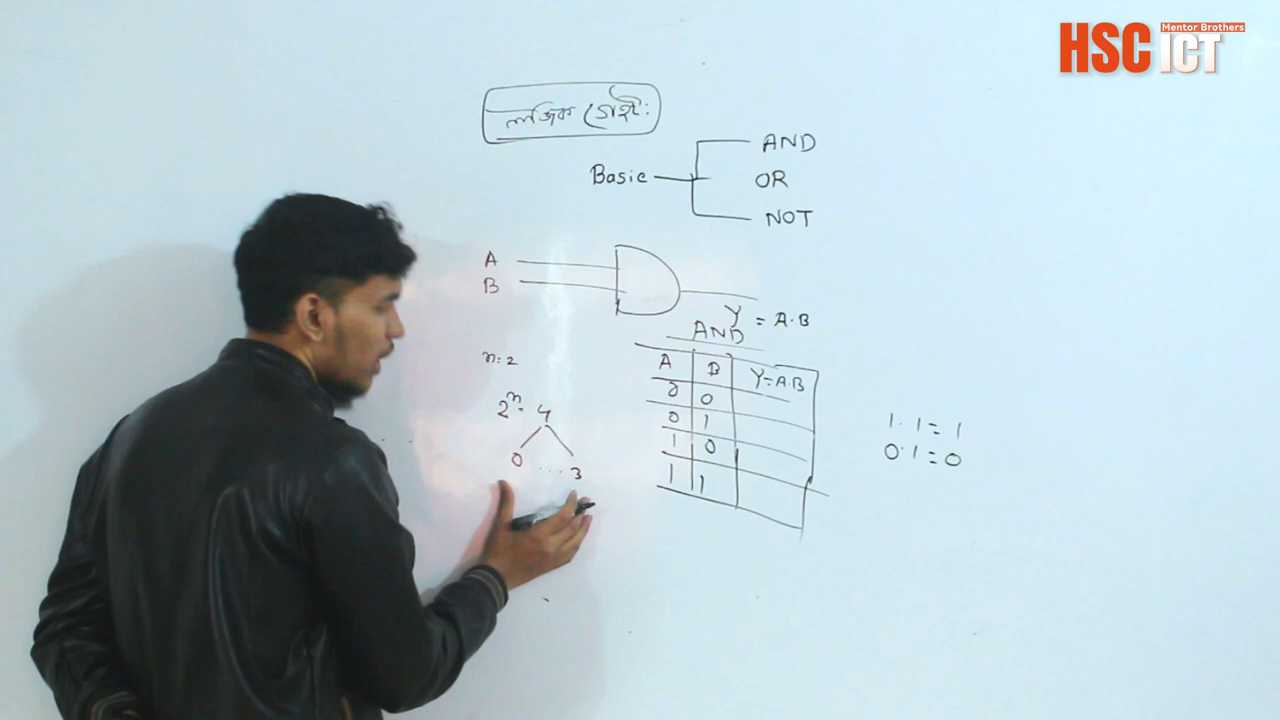 HSC ICT
Mentor Brothers
লজিক গেইট:
Basic
AND
OR
NOT
A
B
Y = A·B
AND
n=2
A B Y=A·B
0 0
0 1
1 0
1 1
2ⁿ= 4
0 ... 3
1·1=1
0·1=0